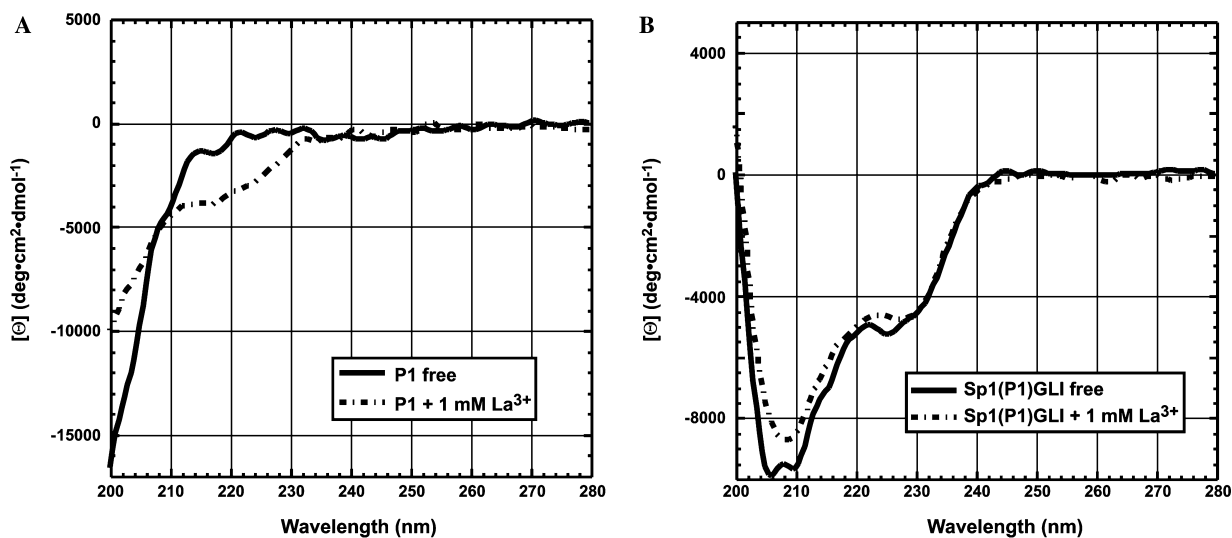 A
5000
0
-5000
-10000
-15000
[Θ] (deg•cm²•dmol⁻¹)
P1 free
P1 + 1 mM La³⁺
200 210 220 230 240 250 260 270 280
Wavelength (nm)
B
4000
0
-4000
-8000
[Θ] (deg•cm²•dmol⁻¹)
Sp1(P1)GLI free
Sp1(P1)GLI + 1 mM La³⁺
200 210 220 230 240 250 260 270 280
Wavelength (nm)